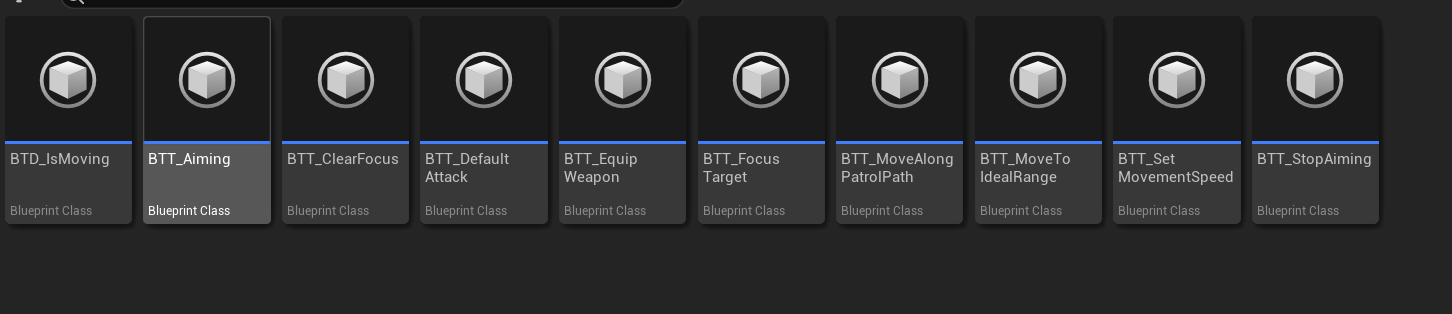 BTD_IsMoving
Blueprint Class
BTT_Aiming
Blueprint Class
BTT_ClearFocus
Blueprint Class
BTT_Default
Attack
Blueprint Class
BTT_Equip
Weapon
Blueprint Class
BTT_Focus
Target
Blueprint Class
BTT_MoveAlong
PatrolPath
Blueprint Class
BTT_MoveTo
IdealRange
Blueprint Class
BTT_Set
MovementSpeed
Blueprint Class
BTT_StopAiming
Blueprint Class